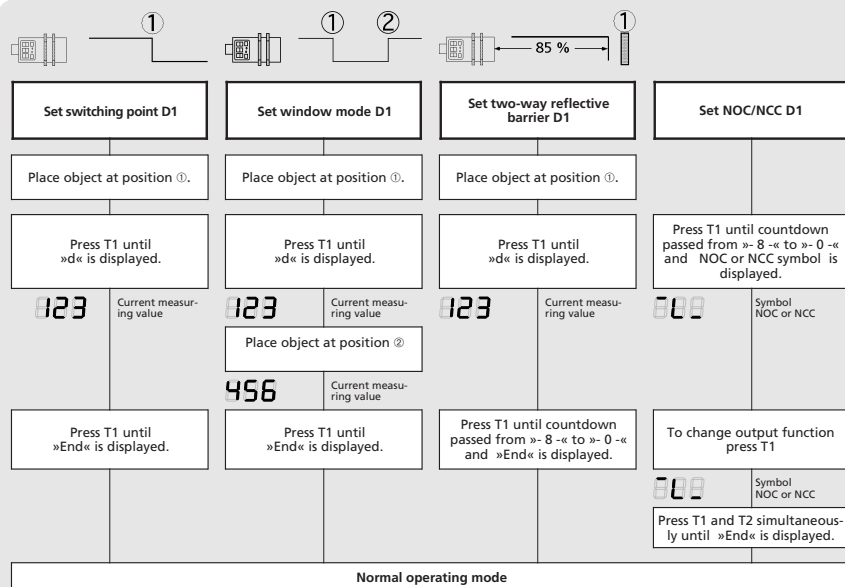 ①
①
②
①
85 %
Set switching point D1
Place object at position ①.
Press T1 until
»d« is displayed.
123
Current measur-
ing value
Press T1 until
»End« is displayed.
Set window mode D1
Place object at position ①.
Press T1 until
»d« is displayed.
123
Current measu-
ring value
Place object at position ②
456
Current measu-
ring value
Press T1 until
»End« is displayed.
Set two-way reflective
barrier D1
Place object at position ①.
Press T1 until
»d« is displayed.
123
Current measu-
ring value
Press T1 until countdown
passed from »- 8 -« to »- 0 -«
and »End« is displayed.
Set NOC/NCC D1
Press T1 until countdown
passed from »- 8 -« to »- 0 -«
and NOC or NCC symbol is
displayed.
Symbol
NOC or NCC
To change output function
press T1
Symbol
NOC or NCC
Press T1 and T2 simultaneous-
ly until »End« is displayed.
Normal operating mode